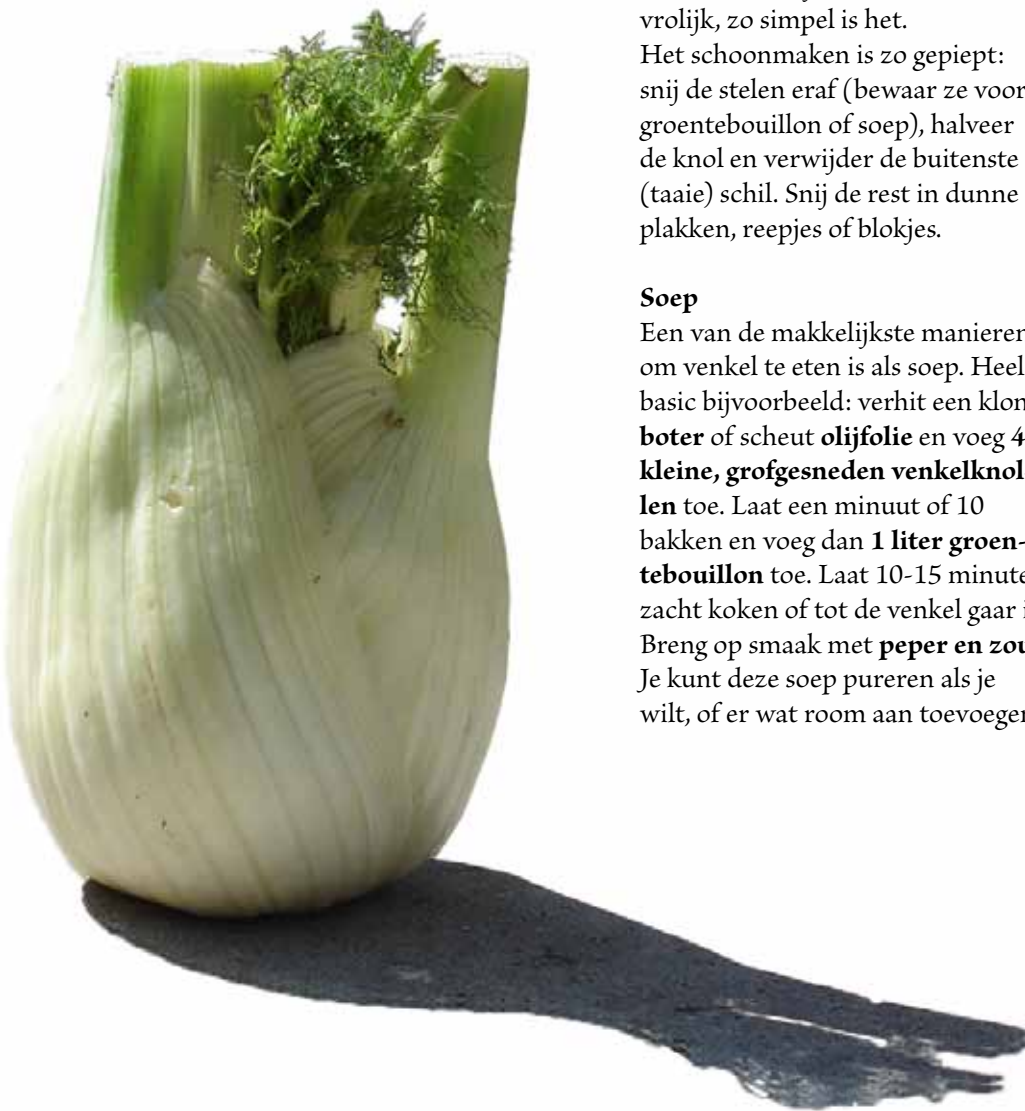 vrolijk, zo simpel is het.
Het schoonmaken is zo gepiept:
snij de stelen eraf (bewaar ze voor
groentebouillon of soep), halveer
de knol en verwijder de buitenste
(taaie) schil. Snij de rest in dunne
plakken, reepjes of blokjes.
Soep
Een van de makkelijkste manieren
om venkel te eten is als soep. Heel
basic bijvoorbeeld: verhit een
boter of scheut olijfolie en voeg 4
kleine, grofgesneden venkelknol
len toe. Laat een minuut of 10
bakken en voeg dan 1 liter groen-
tebouillon toe. Laat 10-15
zacht koken of tot de venkel gaar
Breng op smaak met peper en
Je kunt deze soep pureren als je
wilt, of er wat room aan